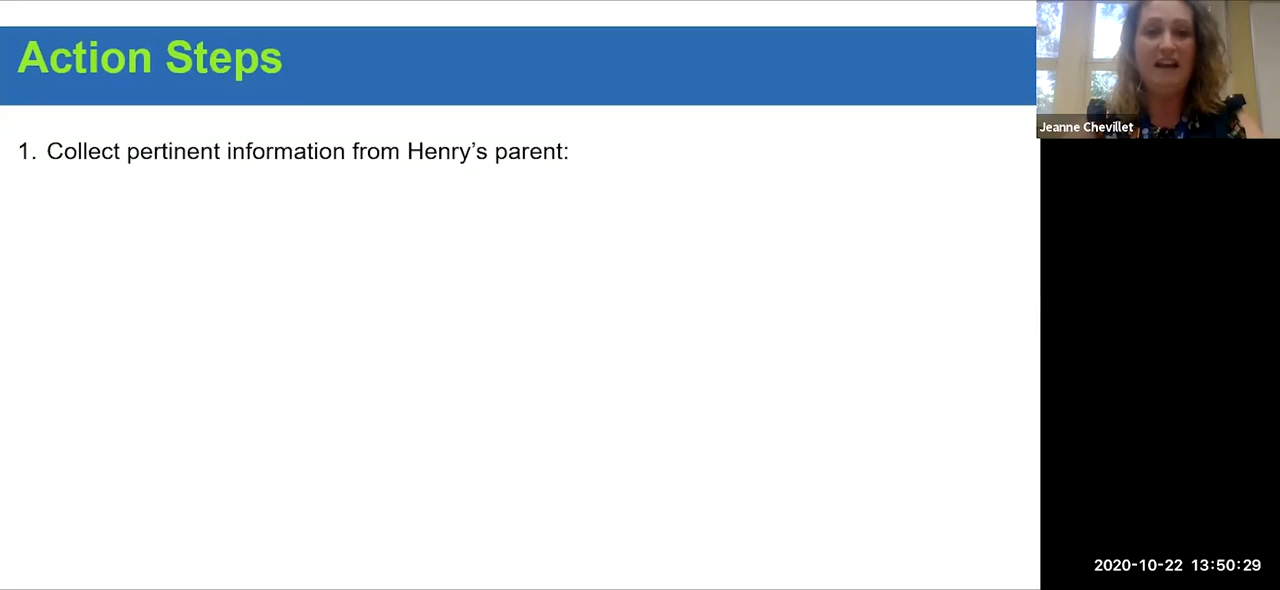 Action Steps
1. Collect pertinent information from Henry’s parent:
Jeanne Chevillet
2020-10-22 13:50:29